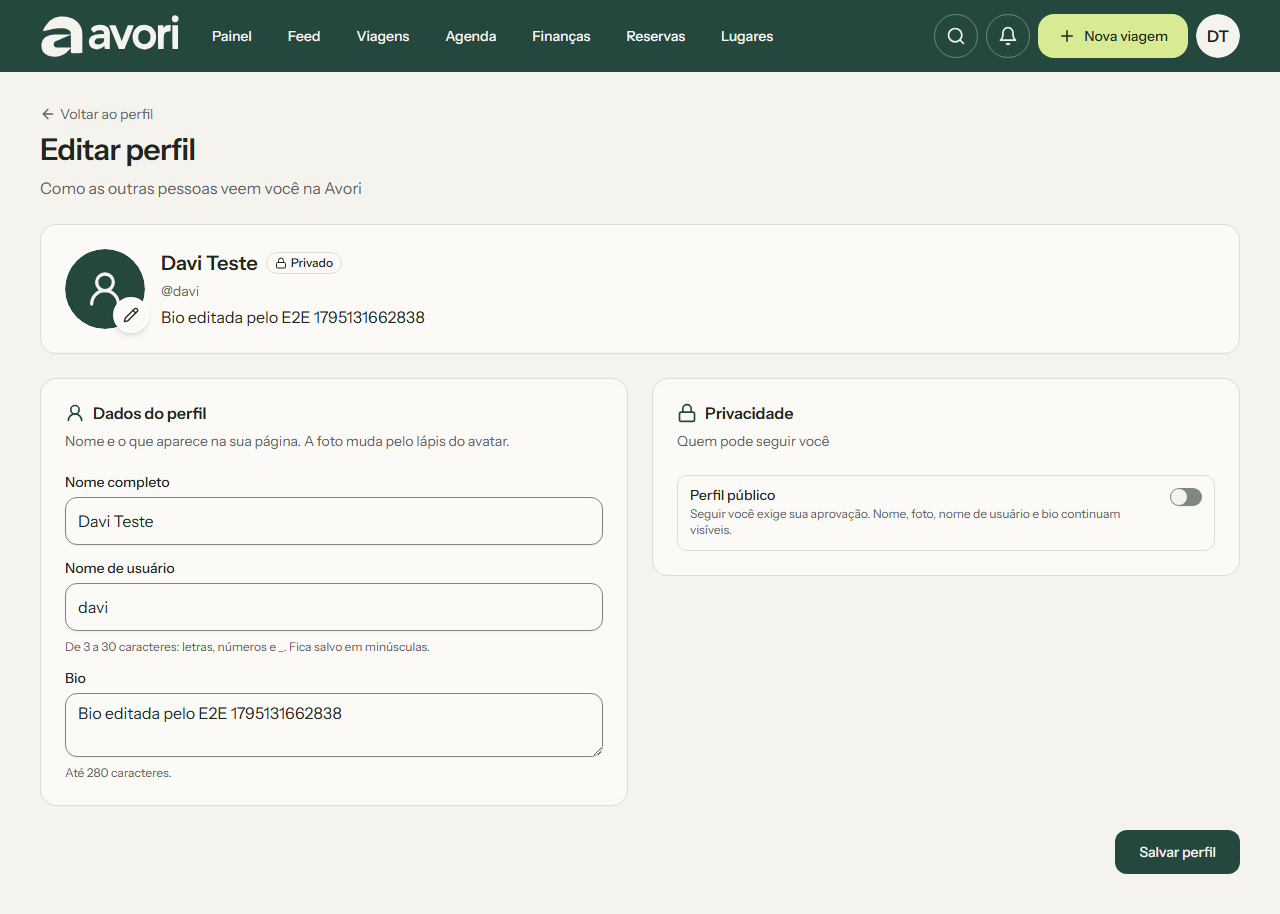 a avori
Painel
Feed
Viagens
Agenda
Finanças
Reservas
Lugares
Nova viagem
DT
Voltar ao perfil
Editar perfil
Como as outras pessoas veem você na Avori
Davi Teste
Privado
@davi
Bio editada pelo E2E 1795131662838
Dados do perfil
Nome e o que aparece na sua página. A foto muda pelo lápis do avatar.
Nome completo
Davi Teste
Nome de usuário
davi
De 3 a 30 caracteres: letras, números e _. Fica salvo em minúsculas.
Bio
Bio editada pelo E2E 1795131662838
Até 280 caracteres.
Privacidade
Quem pode seguir você
Perfil público
Seguir você exige sua aprovação. Nome, foto, nome de usuário e bio continuam
visíveis.
Salvar perfil